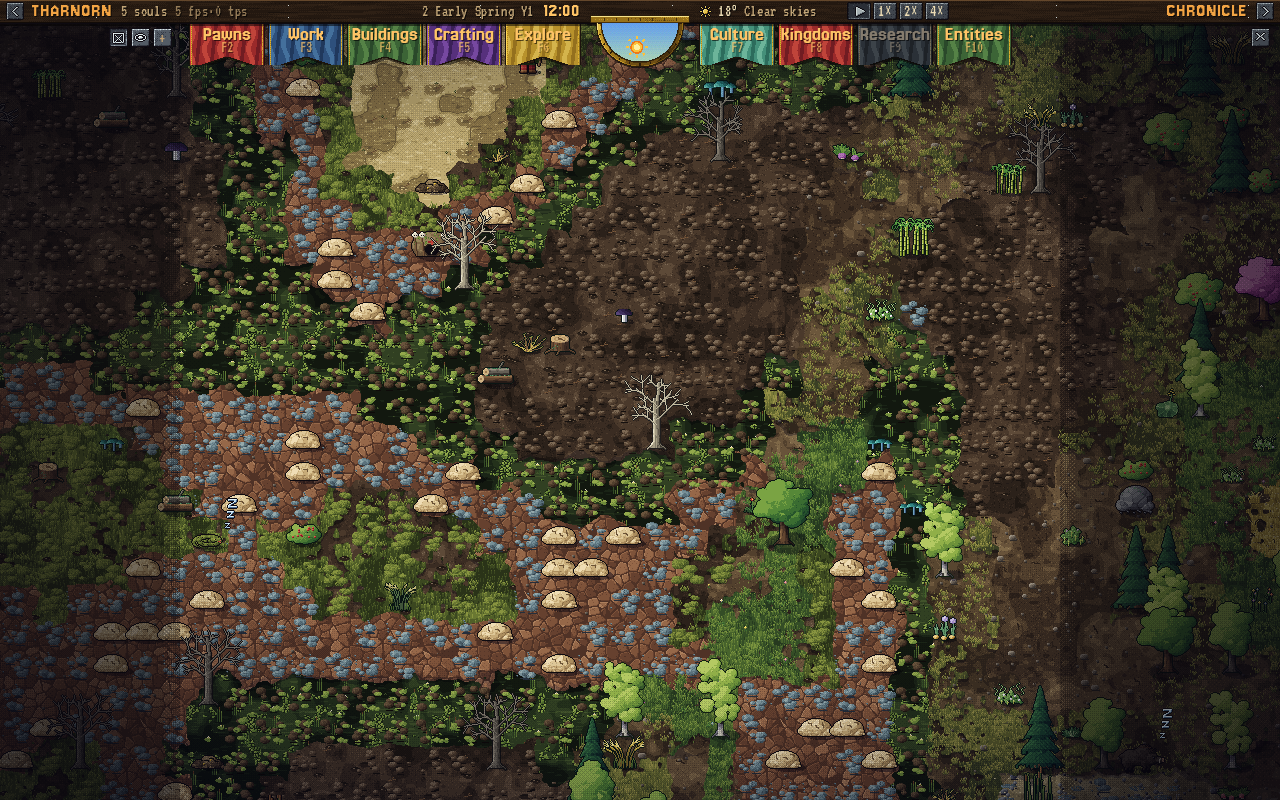 THARNORN 5 souls 5 fps·0 tps 2 Early Spring Y1 12:00 18° Clear skies 1X 2X 4X CHRONICLE
Pawns Work Buildings Crafting Explore Culture Kingdoms Research Entities
F2 F3 F4 F5 F6 F7 F8 F9 F10
z z z
z z z